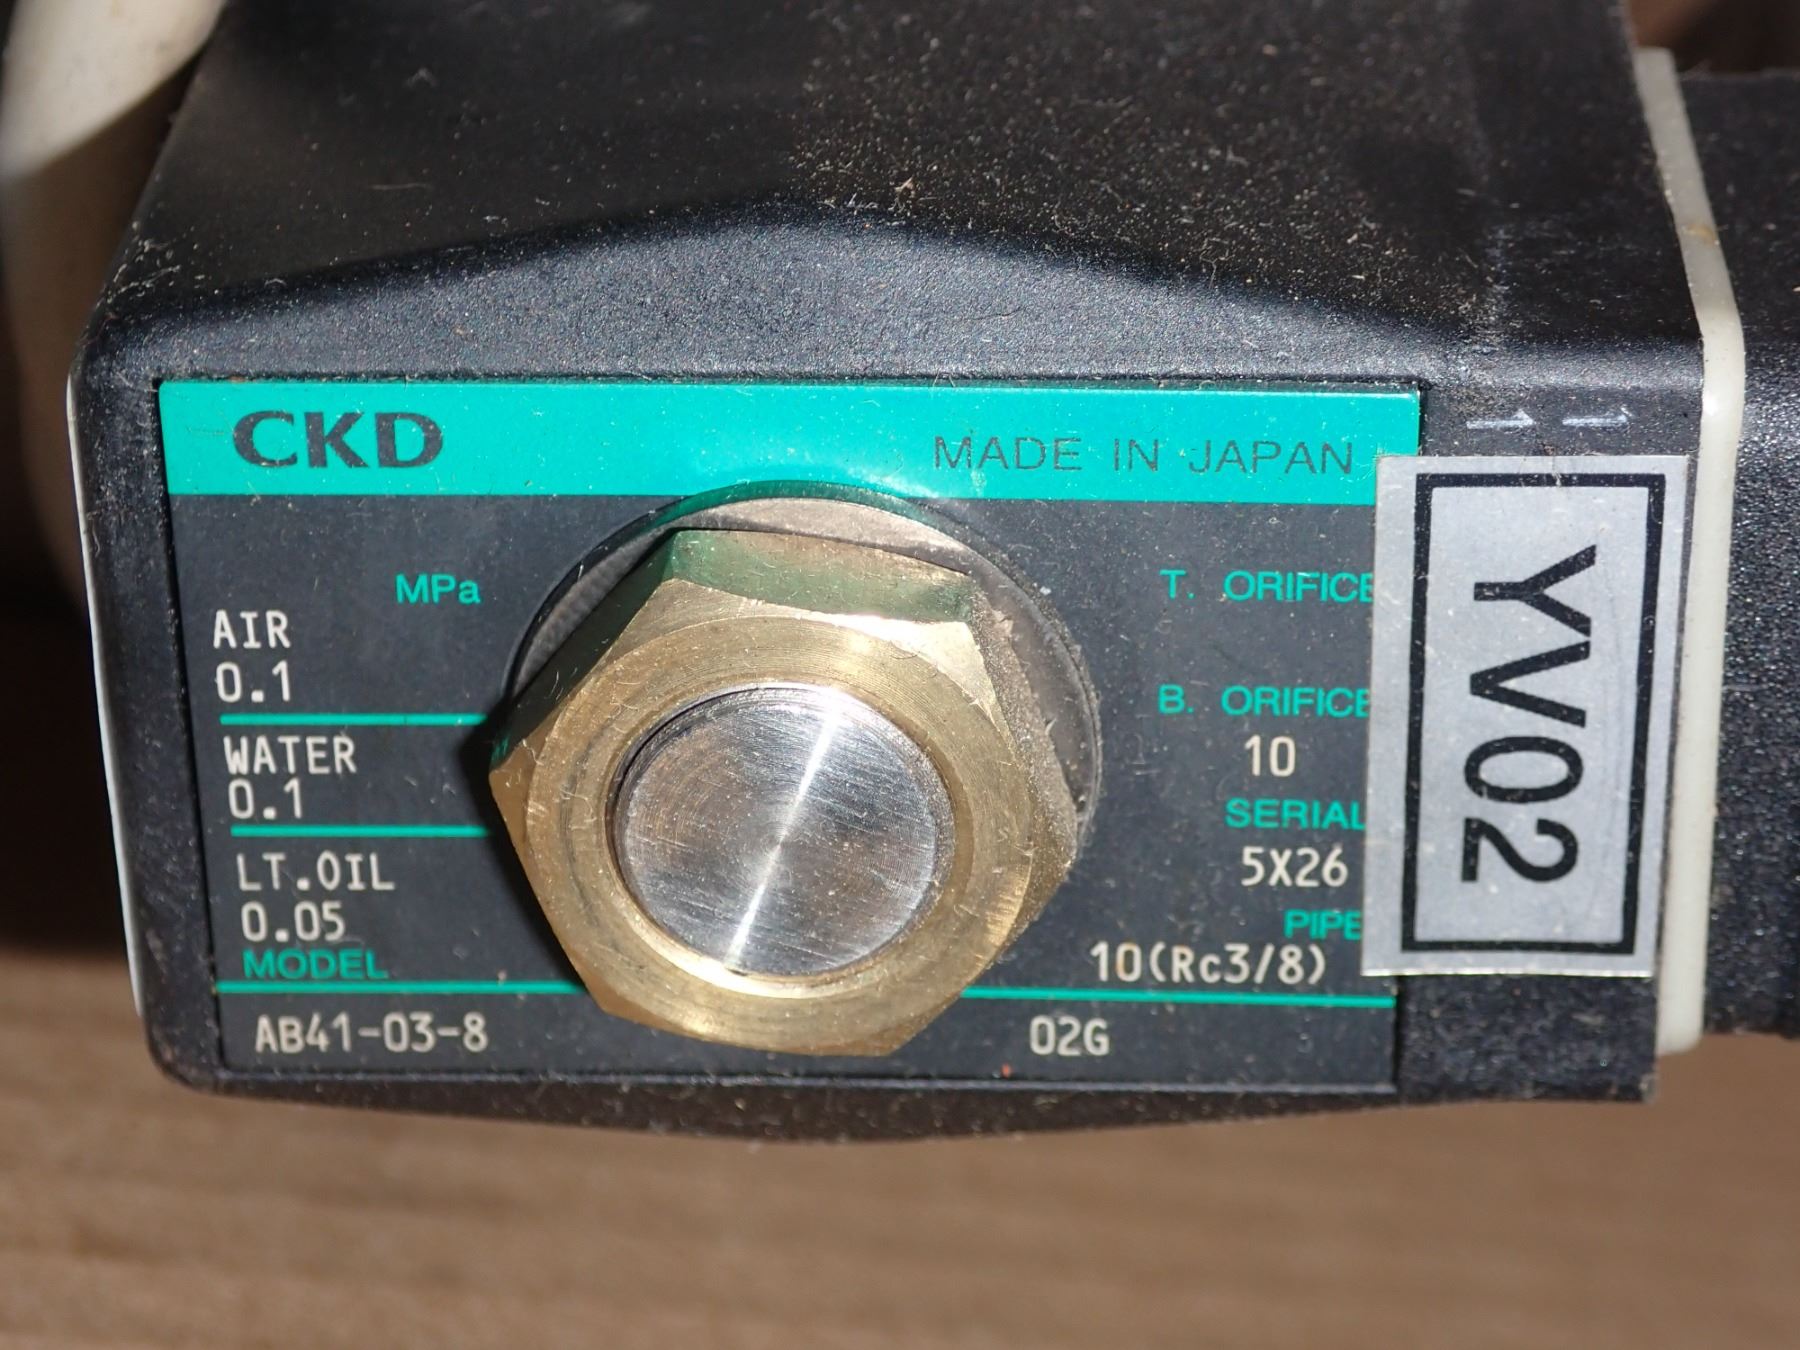 CKD
MADE IN JAPAN
MPa
AIR
0.1
WATER
0.1
LT.OIL
0.05
MODEL
AB41-03-8
T. ORIFICE
B. ORIFICE
10
SERIAL
5X26
PIPE
10(Rc3/8)
02G
YV02